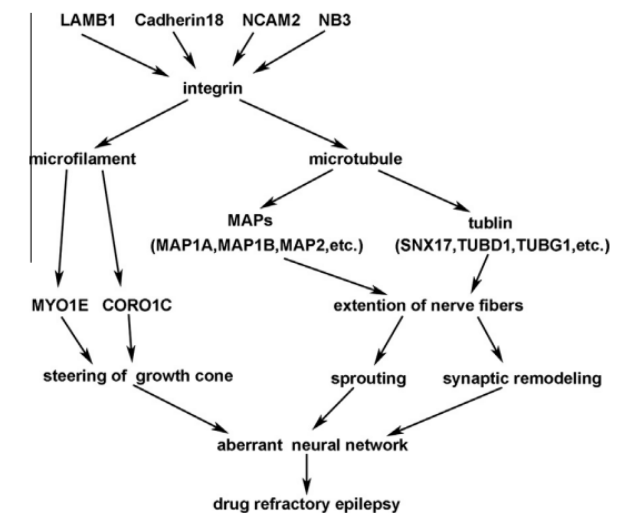 LAMB1 Cadherin18 NCAM2 NB3
integrin
microfilament microtubule
MAPs tublin
(MAP1A,MAP1B,MAP2,etc.) (SNX17,TUBD1,TUBG1,etc.)
MYO1E CORO1C extention of nerve fibers
steering of growth cone sprouting synaptic remodeling
aberrant neural network
drug refractory epilepsy